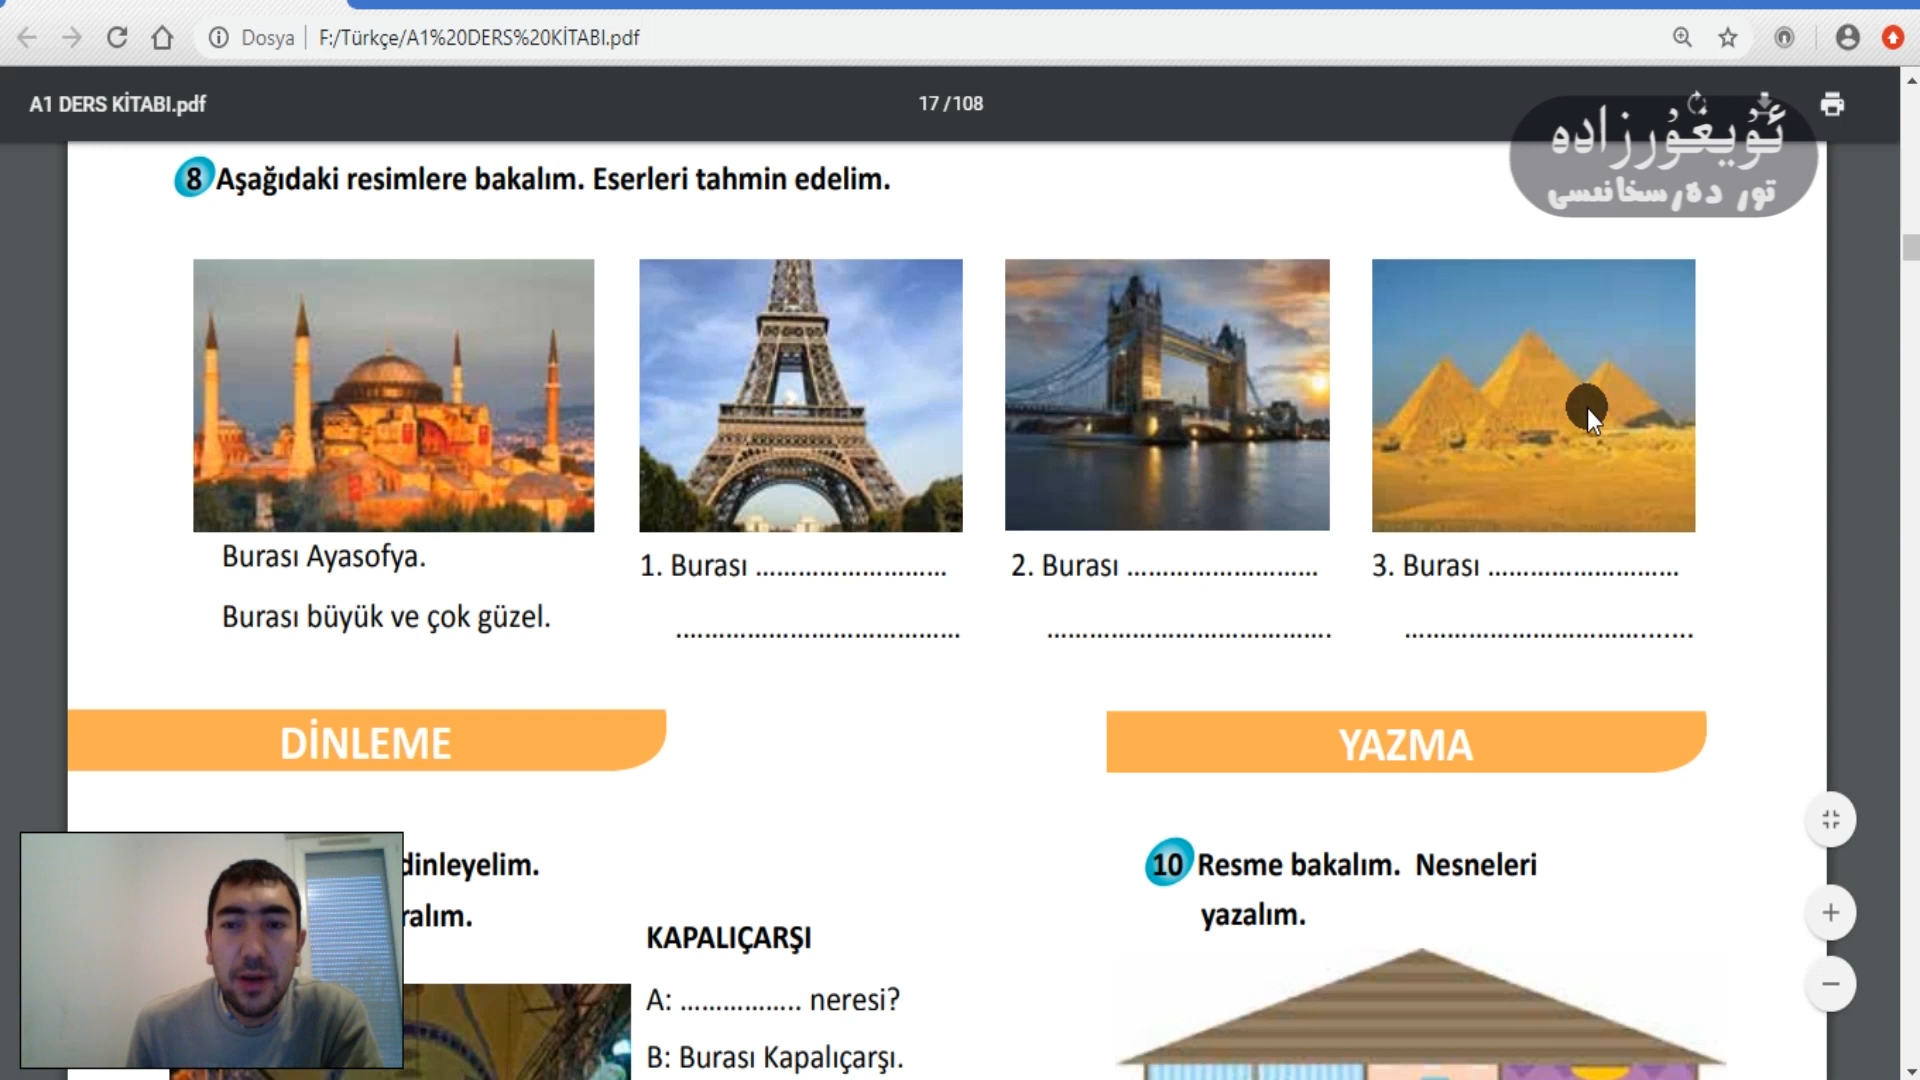 Dosya
F:/Türkçe/A1%20DERS%20KİTABI.pdf
A1 DERS KİTABI.pdf
17 / 108
ئۇيغۇرزادە
تور دەرسخانىسى
8 Aşağıdaki resimlere bakalım. Eserleri tahmin edelim.
Burası Ayasofya.
Burası büyük ve çok güzel.
1. Burası ………………………
…………………………………
2. Burası ………………………
…………………………………
3. Burası ………………………
…………………………………
DİNLEME
YAZMA
dinleyelim.
ralım.
KAPALIÇARŞI
A: …………….. neresi?
B: Burası Kapalıçarşı.
10 Resme bakalım. Nesneleri
yazalım.